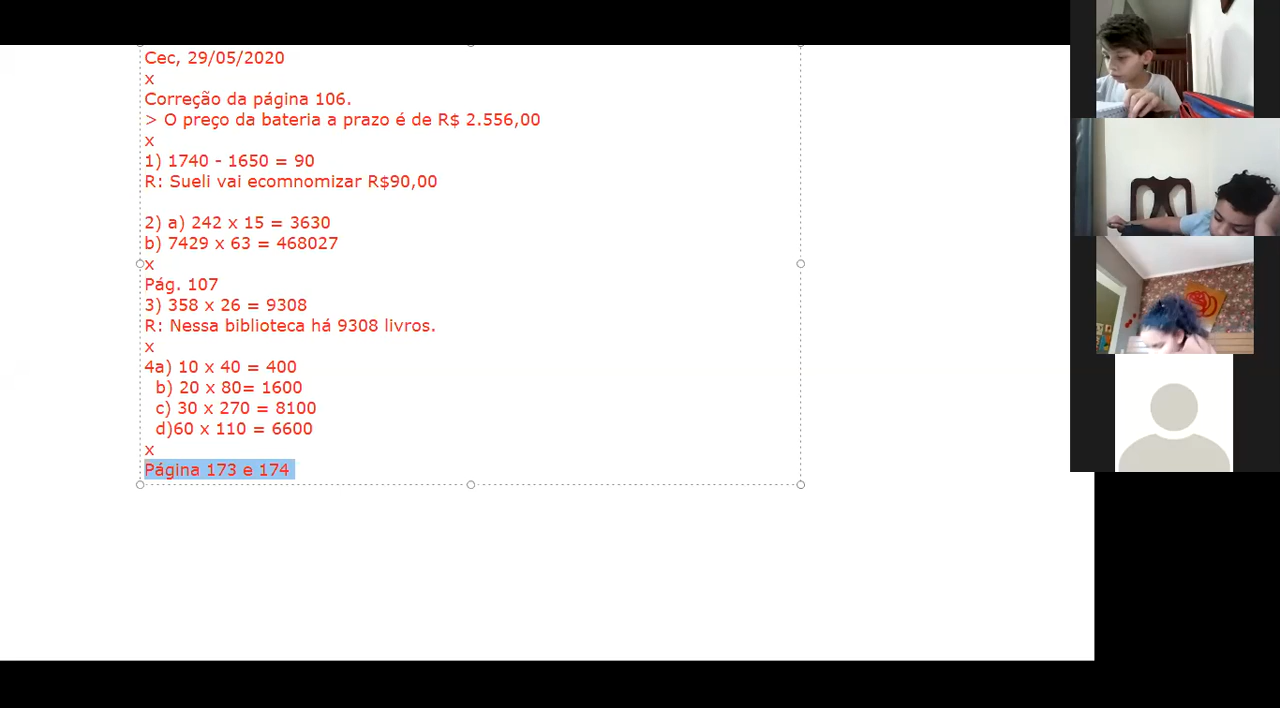 Cec, 29/05/2020
x
Correção da página 106.
> O preço da bateria a prazo é de R$ 2.556,00
x
1) 1740 - 1650 = 90
R: Sueli vai ecomnomizar R$90,00
2) a) 242 x 15 = 3630
b) 7429 x 63 = 468027
x
Pág. 107
3) 358 x 26 = 9308
R: Nessa biblioteca há 9308 livros.
x
4a) 10 x 40 = 400
b) 20 x 80= 1600
c) 30 x 270 = 8100
d)60 x 110 = 6600
x
Página 173 e 174